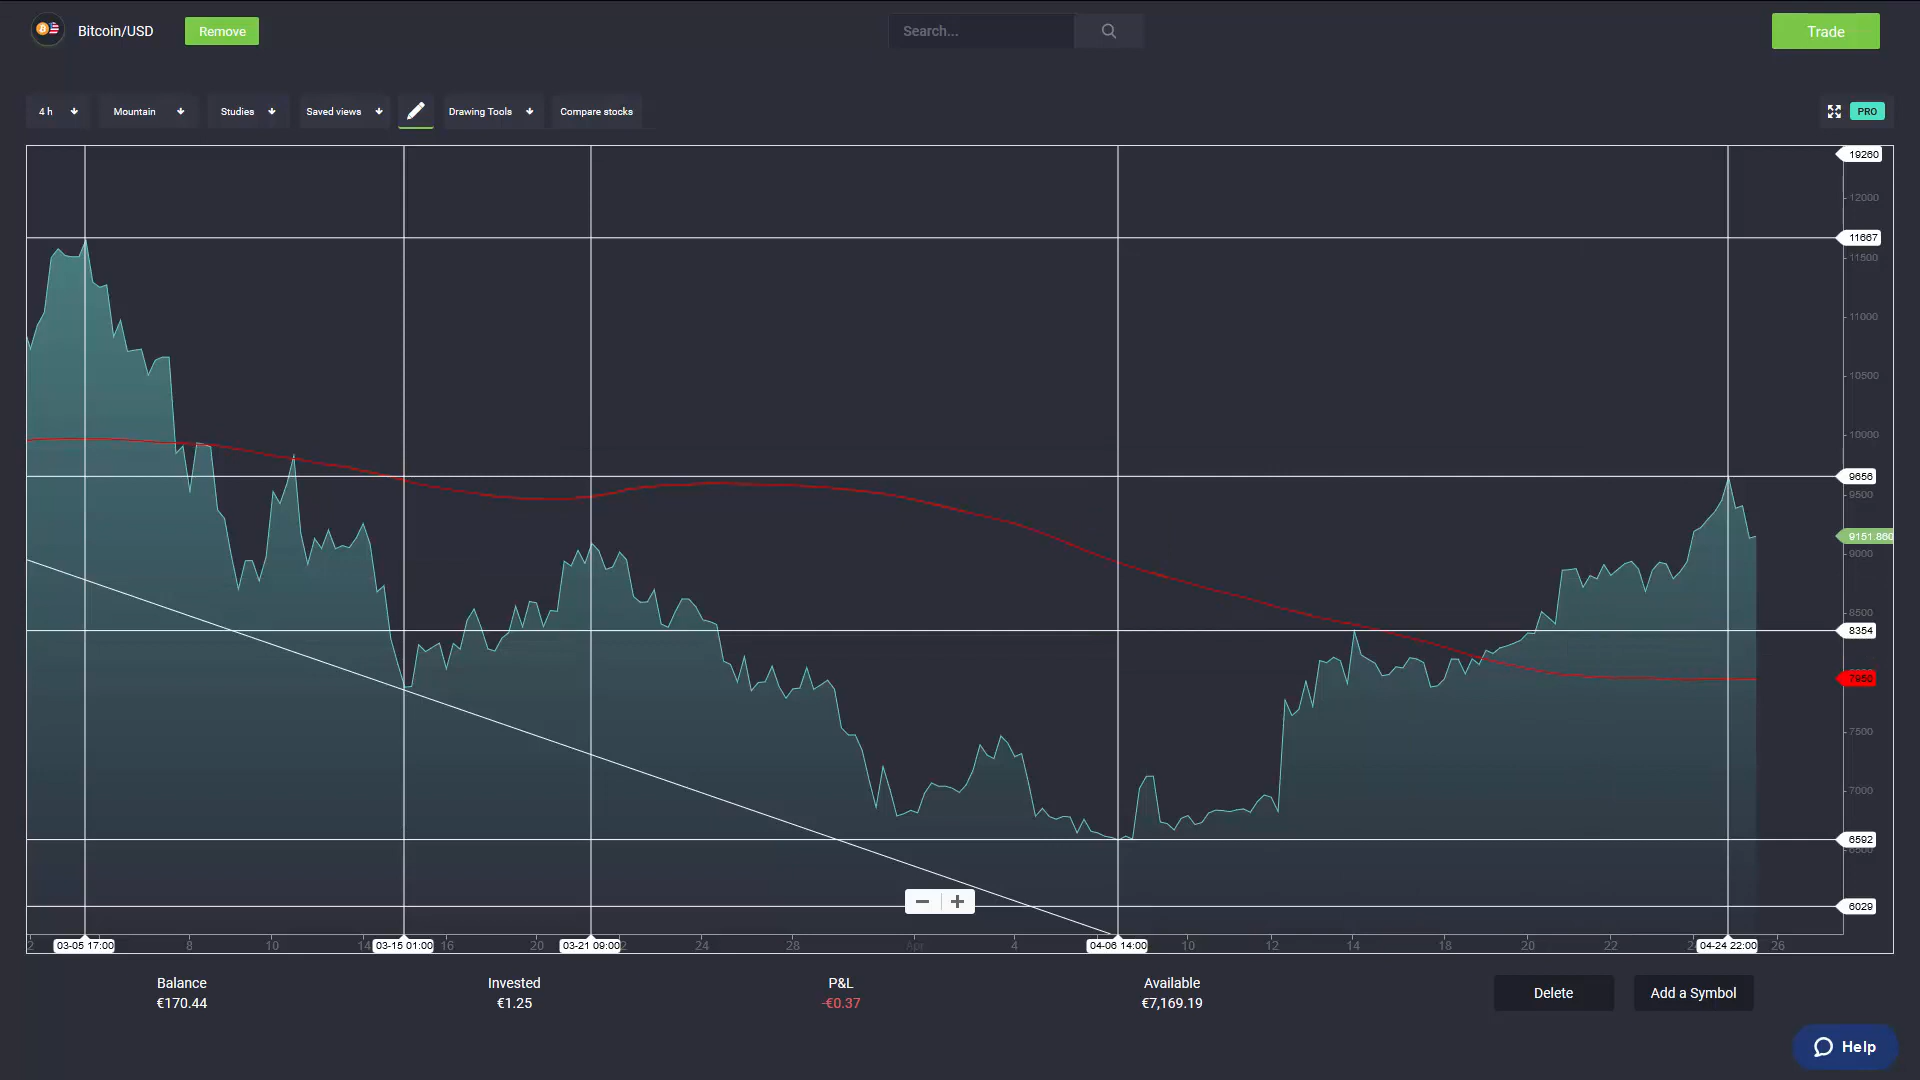 Bitcoin/USD Remove Search... Trade
4 h Mountain Studies Saved views Drawing Tools Compare stocks PRO
19260
12000
11667
11500
11000
10500
10000
9656
9500
9151.860
9000
8500
8354
7956
7500
7000
6592
6029
03-05 17:00 8 10 14 03-15 01:00 16 20 03-21 09:00 24 28 Apr 4 04-06 14:00 10 12 14 18 20 22 04-24 22:00 26
Balance Invested P&L Available
€170.44 €1.25 -€0.37 €7,169.19
Delete Add a Symbol
Help